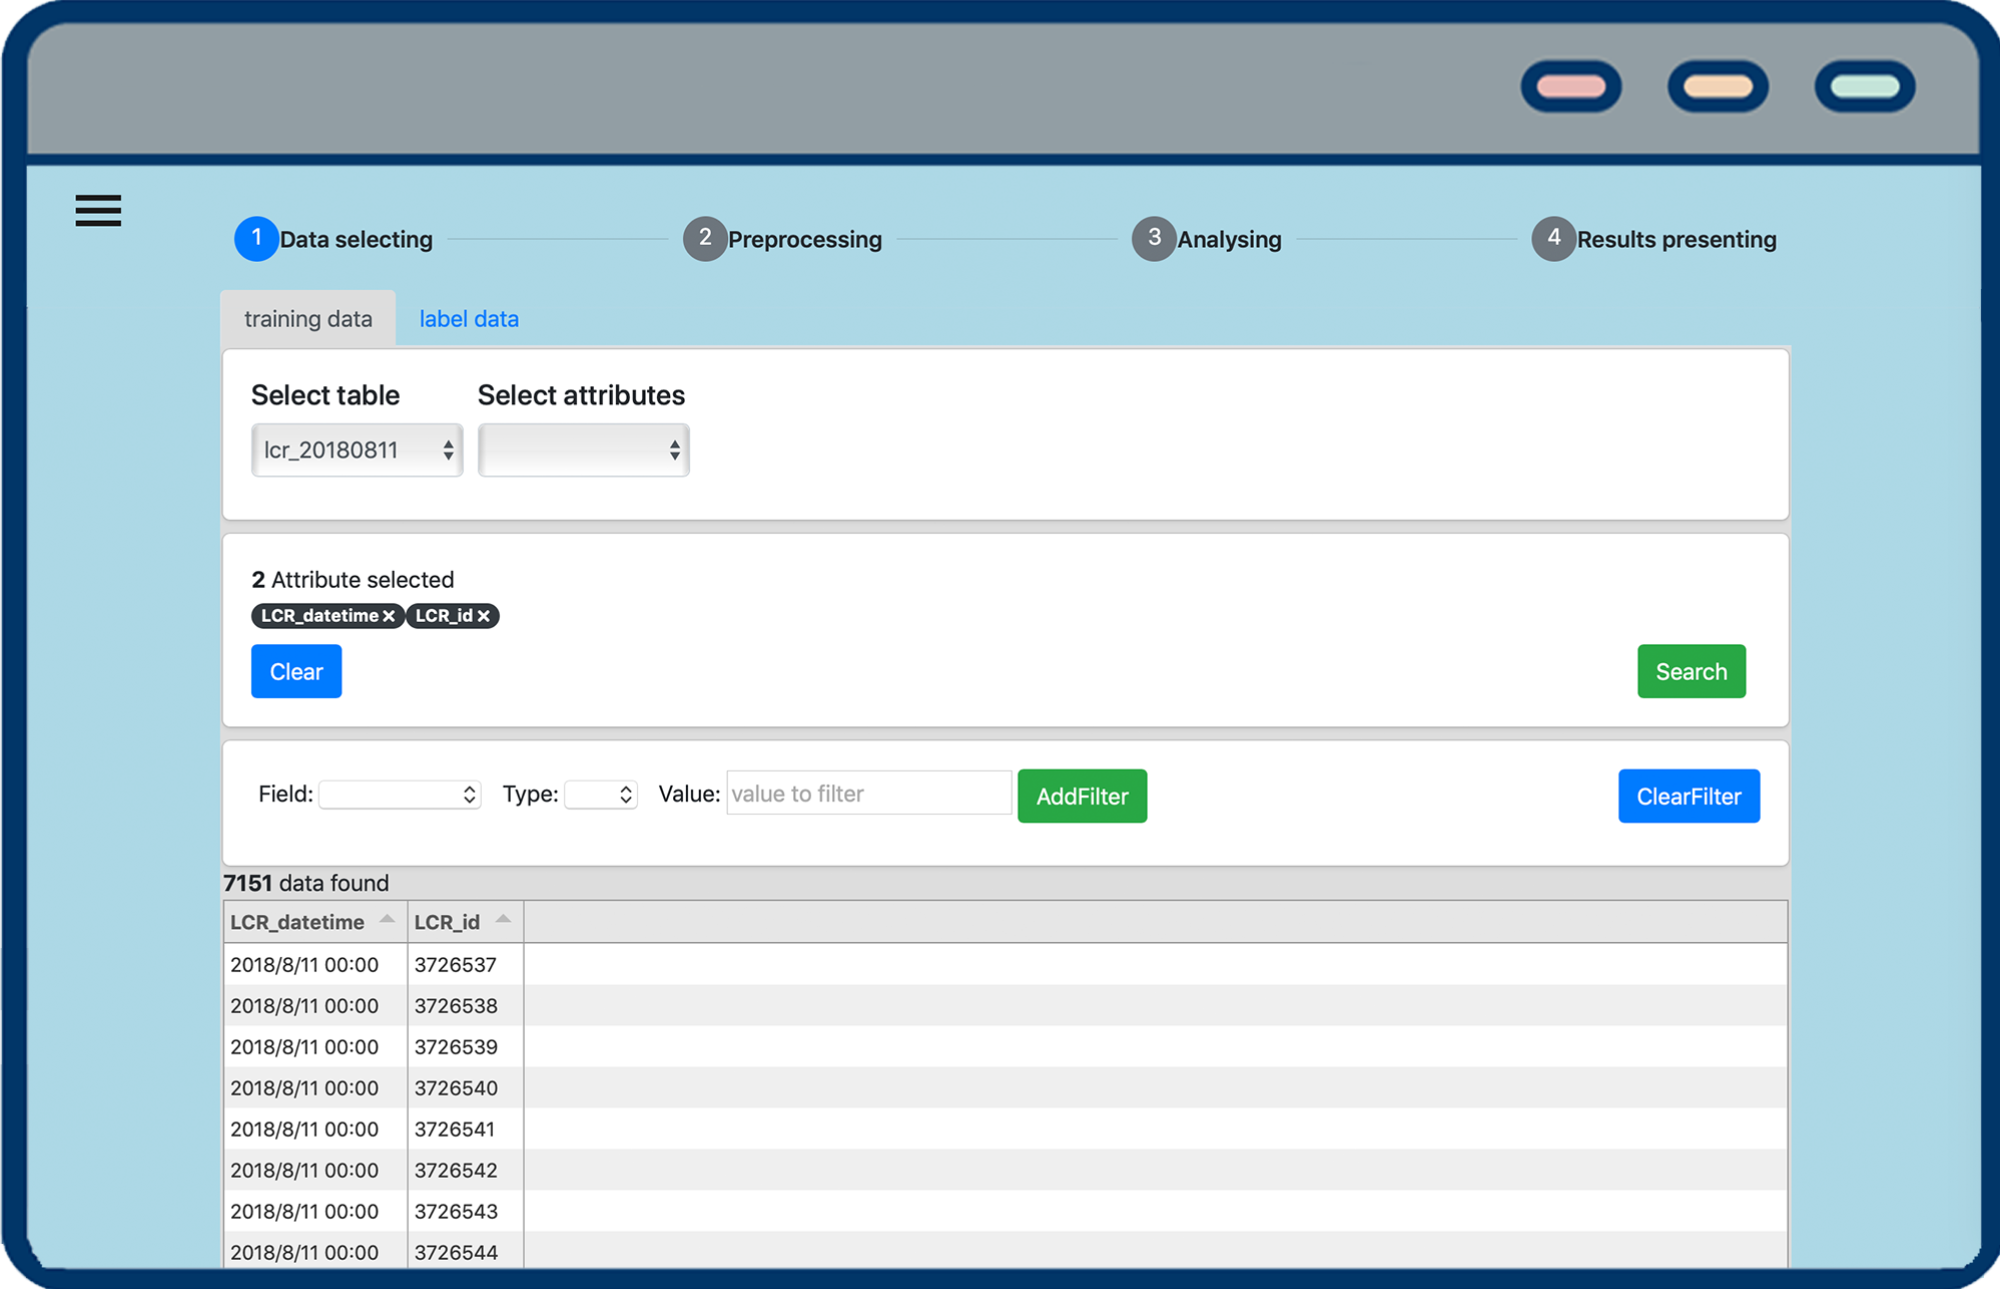 1 Data selecting 2 Preprocessing 3 Analysing 4 Results presenting
training data label data
Select table Select attributes
lcr_20180811
2 Attribute selected
LCR_datetime × LCR_id ×
Clear Search
Field: Type: Value: value to filter AddFilter ClearFilter
7151 data found
LCR_datetime LCR_id
2018/8/11 00:00 3726537
2018/8/11 00:00 3726538
2018/8/11 00:00 3726539
2018/8/11 00:00 3726540
2018/8/11 00:00 3726541
2018/8/11 00:00 3726542
2018/8/11 00:00 3726543
2018/8/11 00:00 3726544